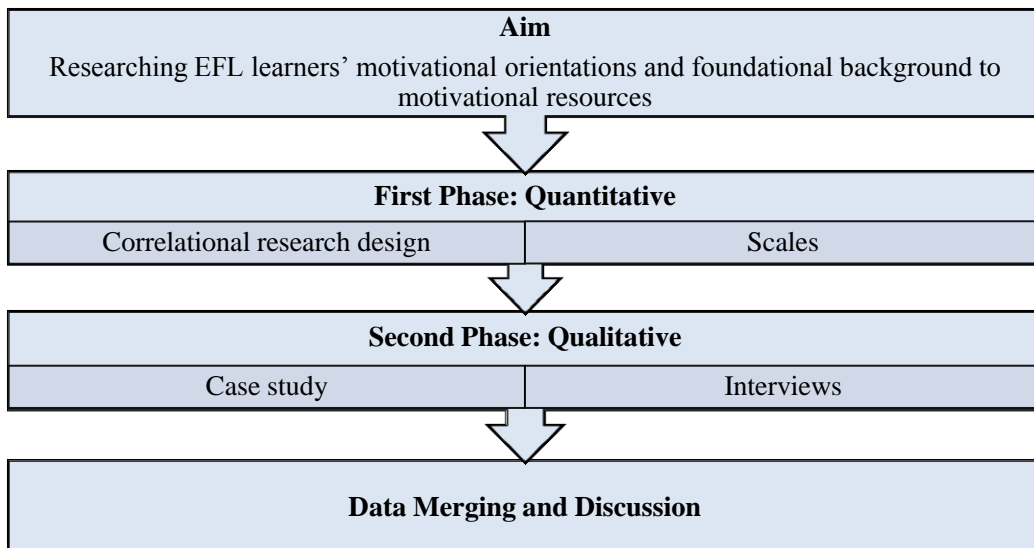 Aim
Researching EFL learners’ motivational orientations and foundational background to
motivational resources
First Phase: Quantitative
Correlational research design
Scales
Second Phase: Qualitative
Case study
Interviews
Data Merging and Discussion